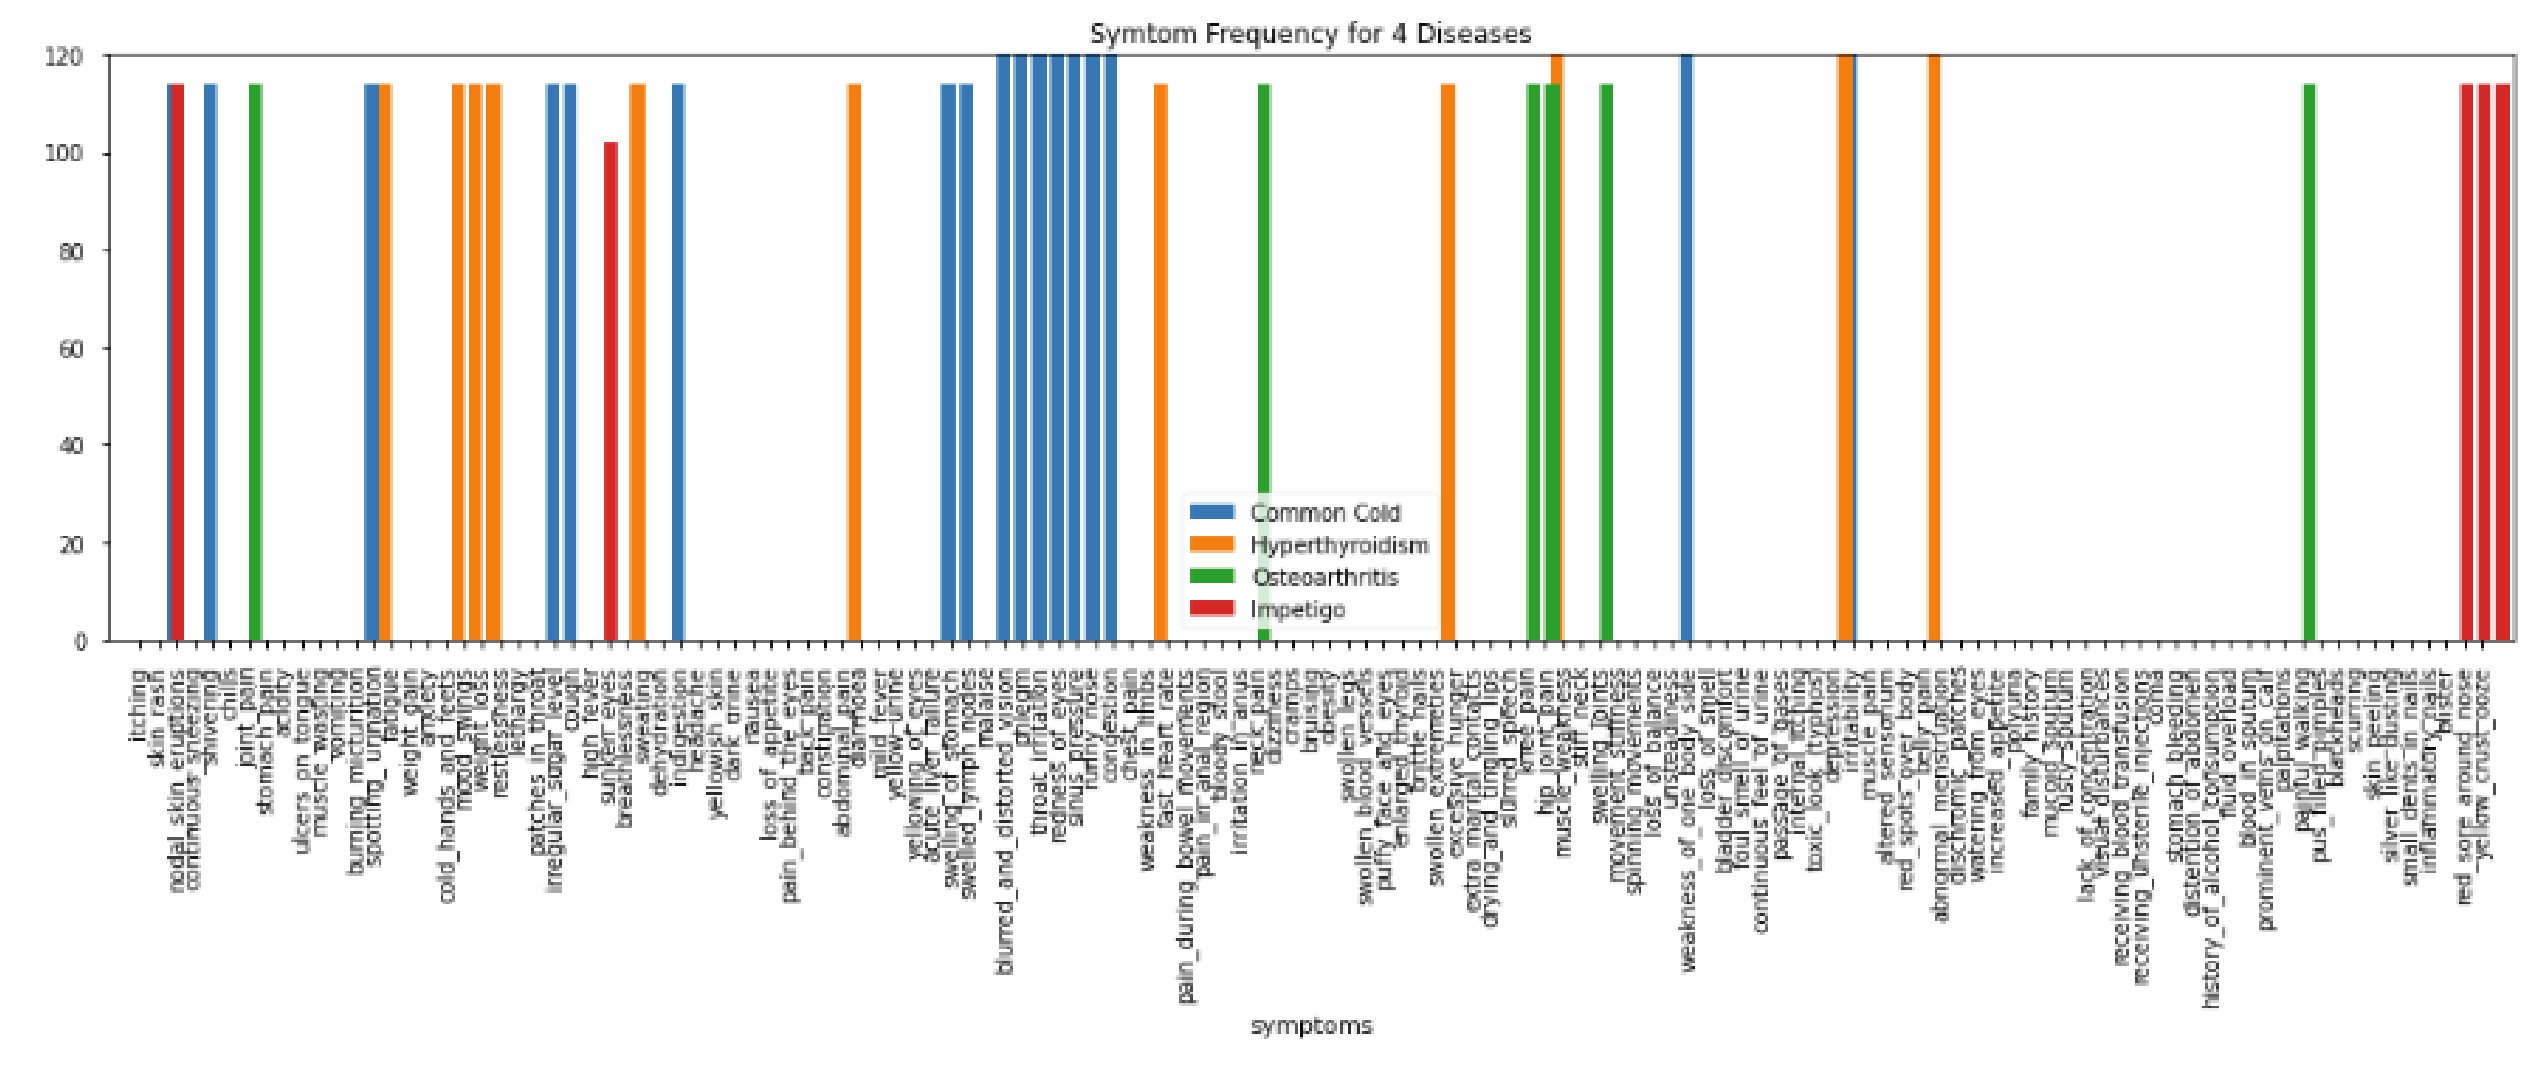 Symtom Frequency for 4 Diseases
120
100
80
60
40
20
0
Common Cold
Hyperthyroidism
Osteoarthritis
Impetigo
itching
skin_rash
nodal_skin_eruptions
continuous_sneezing
shivering
chills
joint_pain
stomach_pain
acidity
ulcers_on_tongue
muscle_wasting
vomiting
burning_micturition
spotting_ urination
fatigue
weight_gain
anxiety
cold_hands_and_feets
mood_swings
weight_loss
restlessness
lethargy
patches_in_throat
irregular_sugar_level
cough
high_fever
sunken_eyes
breathlessness
sweating
dehydration
indigestion
headache
yellowish_skin
dark_urine
nausea
loss_of_appetite
pain_behind_the_eyes
back_pain
constipation
abdominal_pain
diarrhoea
mild_fever
yellow_urine
yellowing_of_eyes
acute_liver_failure
swelling_of_stomach
swelled_lymph_nodes
malaise
blurred_and_distorted_vision
phlegm
throat_irritation
redness_of_eyes
sinus_pressure
runny_nose
congestion
chest_pain
weakness_in_limbs
fast_heart_rate
pain_during_bowel_movements
pain_in_anal_region
bloody_stool
irritation_in_anus
neck_pain
dizziness
cramps
bruising
obesity
swollen_legs
swollen_blood_vessels
puffy_face_and_eyes
enlarged_thyroid
brittle_nails
swollen_extremeties
excessive_hunger
extra_marital_contacts
drying_and_tingling_lips
slurred_speech
knee_pain
hip_joint_pain
muscle_weakness
stiff_neck
swelling_joints
movement_stiffness
spinning_movements
loss_of_balance
unsteadiness
weakness_of_one_body_side
loss_of_smell
bladder_discomfort
foul_smell_of urine
continuous_feel_of_urine
passage_of_gases
internal_itching
toxic_look_(typhos)
depression
irritability
muscle_pain
altered_sensorium
red_spots_over_body
belly_pain
abnormal_menstruation
dischromic _patches
watering_from_eyes
increased_appetite
polyuria
family_history
mucoid_sputum
rusty_sputum
lack_of_concentration
visual_disturbances
receiving_blood_transfusion
receiving_unsterile_injections
coma
stomach_bleeding
distention_of_abdomen
history_of_alcohol_consumption
fluid_overload
blood_in_sputum
prominent_veins_on_calf
palpitations
painful_walking
pus_filled_pimples
blackheads
scurring
skin_peeling
silver_like_dusting
small_dents_in_nails
inflammatory_nails
blister
red_sore_around_nose
yellow_crust_ooze
symptoms